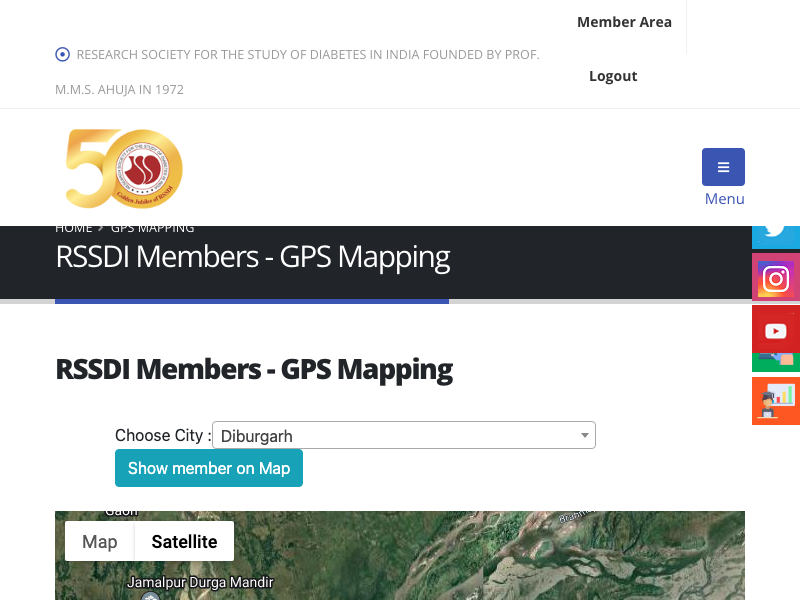 Member Area
RESEARCH SOCIETY FOR THE STUDY OF DIABETES IN INDIA FOUNDED BY PROF.
M.M.S. AHUJA IN 1972
Logout
50
Golden Jubilee of RSSDI
Menu
HOME > GPS MAPPING
RSSDI Members - GPS Mapping
RSSDI Members - GPS Mapping
Choose City : Diburgarh
Show member on Map
Gaon
Map Satellite
Jamalpur Durga Mandir